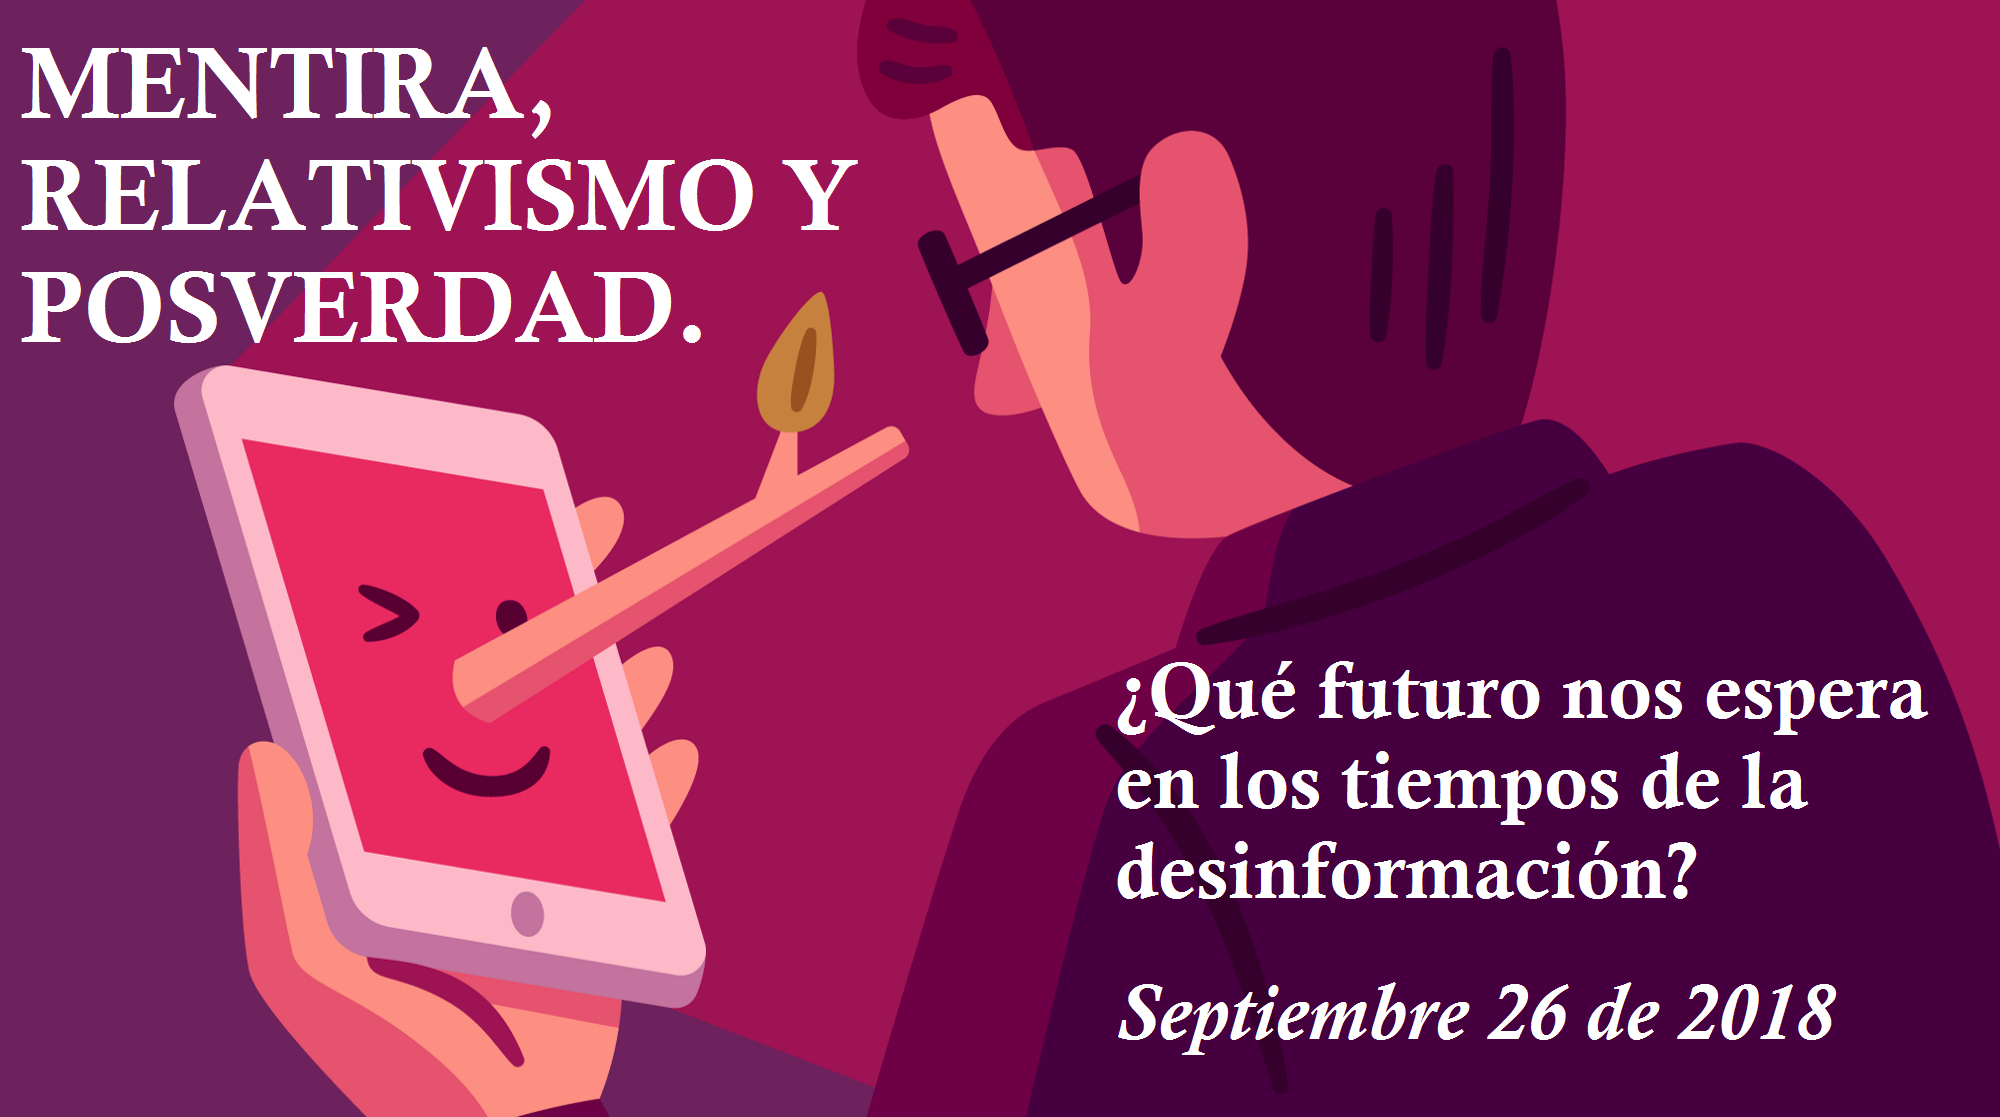 MENTIRA,
RELATIVISMO Y
POSVERDAD.
¿Qué futuro nos espera
en los tiempos de la
desinformación?
Septiembre 26 de 2018